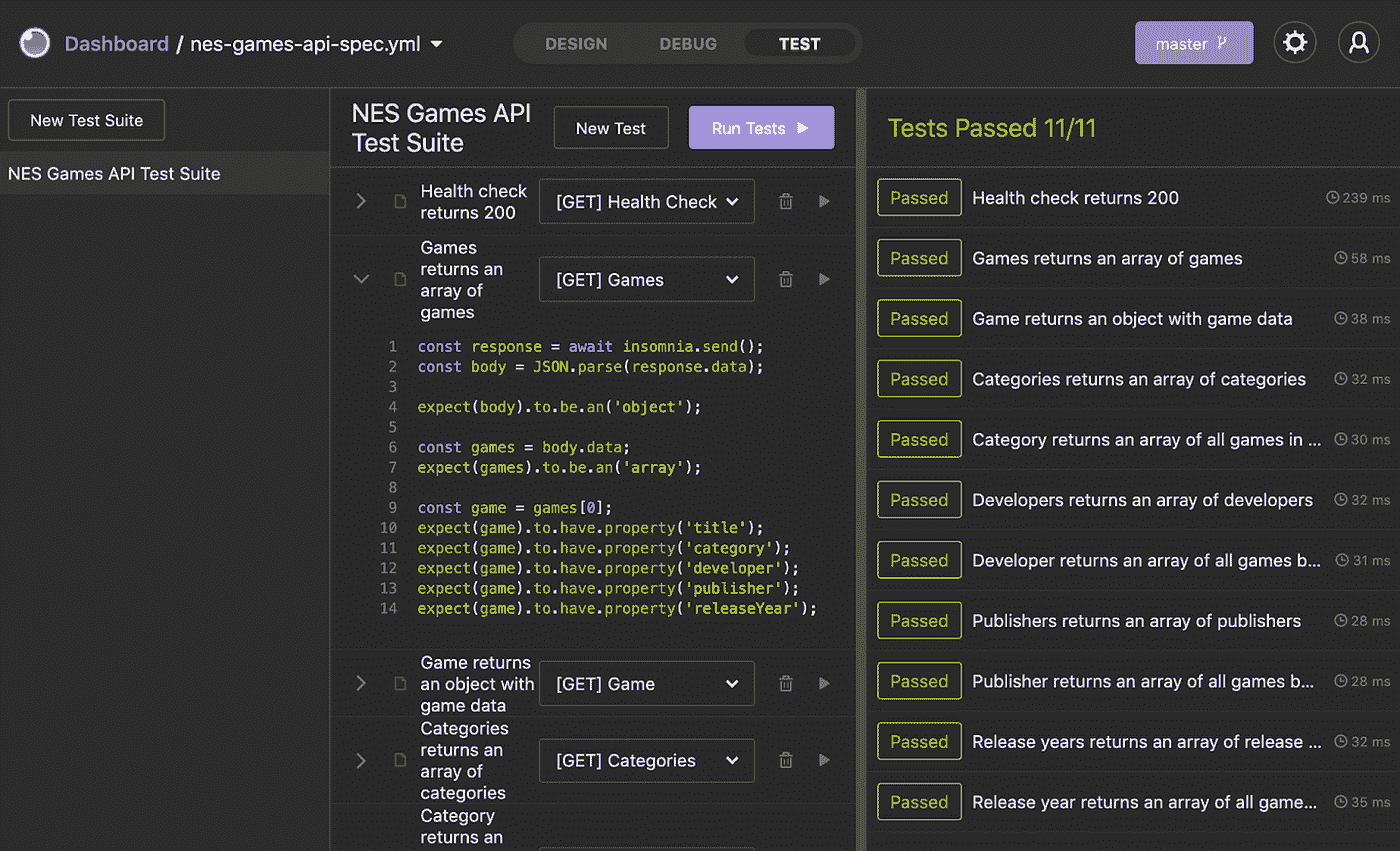 Dashboard / nes-games-api-spec.yml
DESIGN DEBUG TEST
master
New Test Suite
NES Games API Test Suite
NES Games API
Test Suite
New Test
Run Tests
Health check
returns 200
[GET] Health Check
Games
returns an
array of
games
[GET] Games
1 const response = await insomnia.send();
2 const body = JSON.parse(response.data);
3
4 expect(body).to.be.an('object');
5
6 const games = body.data;
7 expect(games).to.be.an('array');
8
9 const game = games[0];
10 expect(game).to.have.property('title');
11 expect(game).to.have.property('category');
12 expect(game).to.have.property('developer');
13 expect(game).to.have.property('publisher');
14 expect(game).to.have.property('releaseYear');
Game returns
an object with
game data
[GET] Game
Categories
returns an
array of
categories
[GET] Categories
Category
returns an
Tests Passed 11/11
Passed Health check returns 200 239 ms
Passed Games returns an array of games 58 ms
Passed Game returns an object with game data 38 ms
Passed Categories returns an array of categories 32 ms
Passed Category returns an array of all games in ... 30 ms
Passed Developers returns an array of developers 32 ms
Passed Developer returns an array of all games b... 31 ms
Passed Publishers returns an array of publishers 28 ms
Passed Publisher returns an array of all games b... 28 ms
Passed Release years returns an array of release ... 32 ms
Passed Release year returns an array of all game... 35 ms